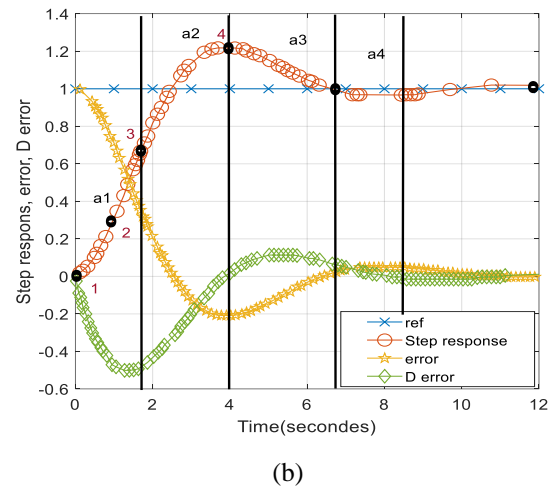 1.4
1.2
1
0.8
0.6
0.4
0.2
0
-0.2
-0.4
-0.6
Step respons, error, D error
a1
a2
a3
a4
1
2
3
4
ref
Step response
error
D error
0 2 4 6 8 10 12
Time(secondes)
(b)